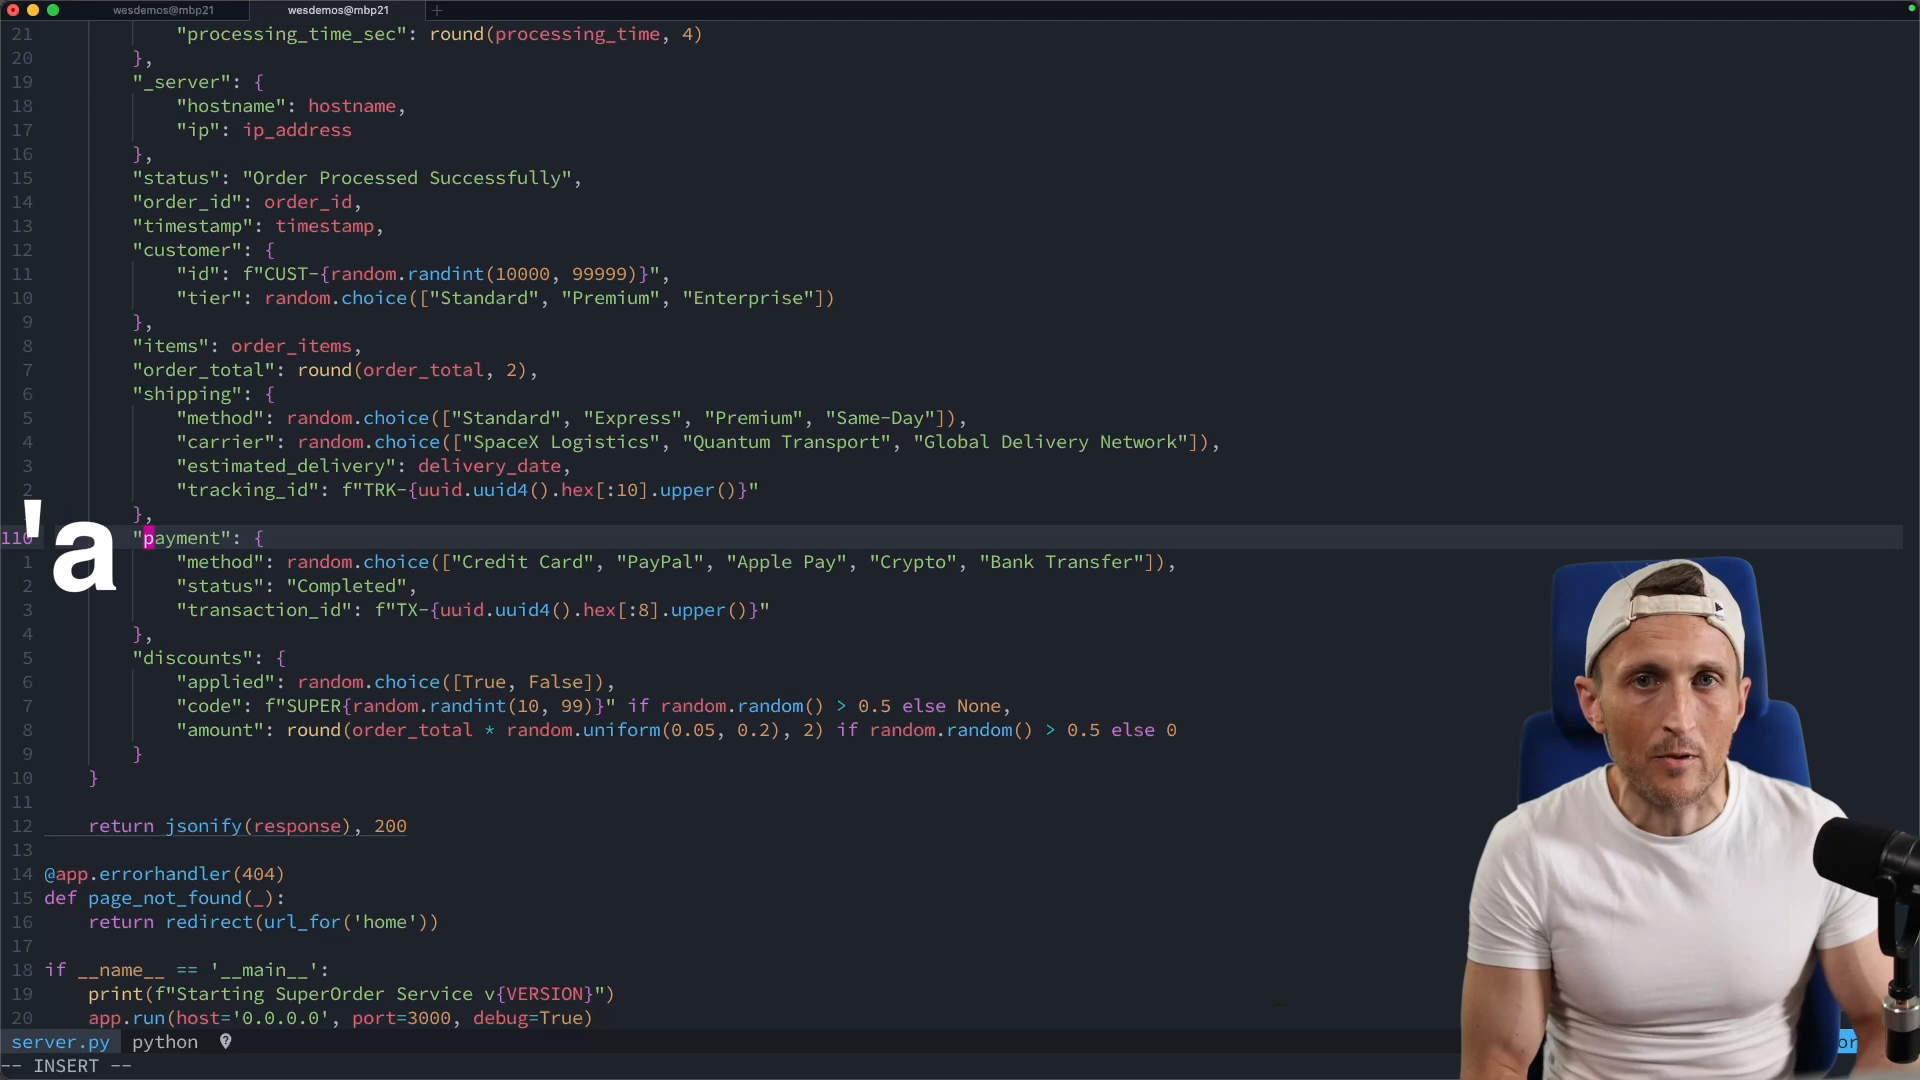 wesdemos@mbp21 wesdemos@mbp21 +
21 "processing_time_sec": round(processing_time, 4)
20 },
19 "_server": {
18 "hostname": hostname,
17 "ip": ip_address
16 },
15 "status": "Order Processed Successfully",
14 "order_id": order_id,
13 "timestamp": timestamp,
12 "customer": {
11 "id": f"CUST-{random.randint(10000, 99999)}",
10 "tier": random.choice(["Standard", "Premium", "Enterprise"])
9 },
8 "items": order_items,
7 "order_total": round(order_total, 2),
6 "shipping": {
5 "method": random.choice(["Standard", "Express", "Premium", "Same-Day"]),
4 "carrier": random.choice(["SpaceX Logistics", "Quantum Transport", "Global Delivery Network"]),
3 "estimated_delivery": delivery_date,
2 "tracking_id": f"TRK-{uuid.uuid4().hex[:10].upper()}"
},
110 "payment": {
'a
1 "method": random.choice(["Credit Card", "PayPal", "Apple Pay", "Crypto", "Bank Transfer"]),
2 "status": "Completed",
3 "transaction_id": f"TX-{uuid.uuid4().hex[:8].upper()}"
4 },
5 "discounts": {
6 "applied": random.choice([True, False]),
7 "code": f"SUPER{random.randint(10, 99)}" if random.random() > 0.5 else None,
8 "amount": round(order_total * random.uniform(0.05, 0.2), 2) if random.random() > 0.5 else 0
9 }
10 }
11
12 return jsonify(response), 200
13
14 @app.errorhandler(404)
15 def page_not_found(_):
16 return redirect(url_for('home'))
17
18 if __name__ == '__main__':
19 print(f"Starting SuperOrder Service v{VERSION}")
20 app.run(host='0.0.0.0', port=3000, debug=True)
server.py python
-- INSERT --